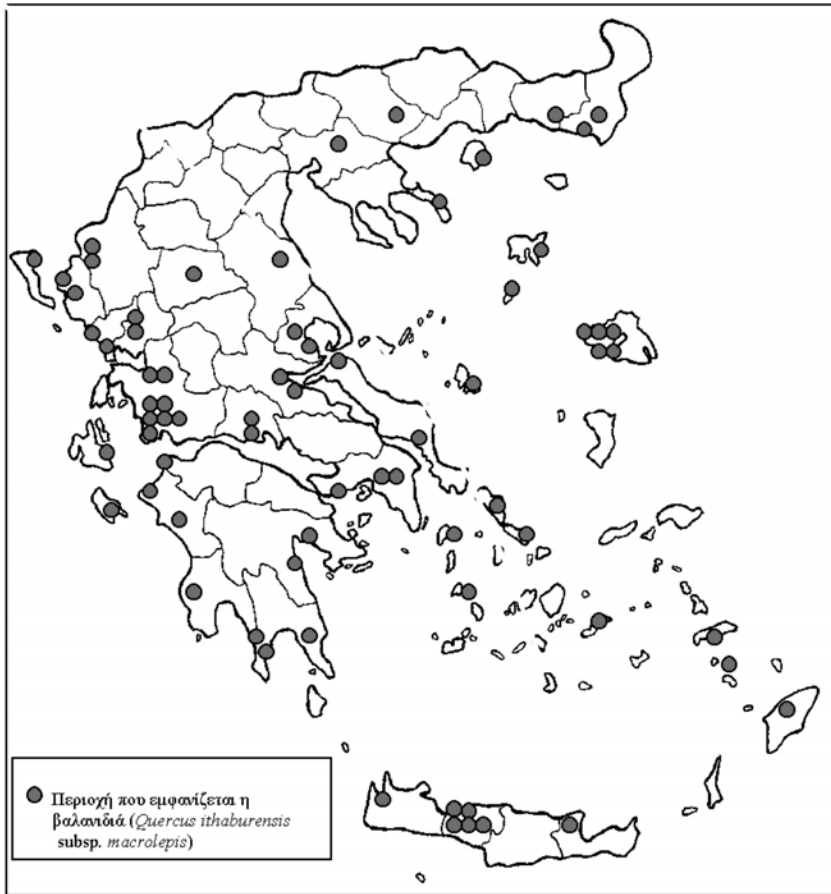 Περιοχή που εμφανίζεται η
βαλανιδιά (Quercus ithaburensis
subsp. macrolepis)